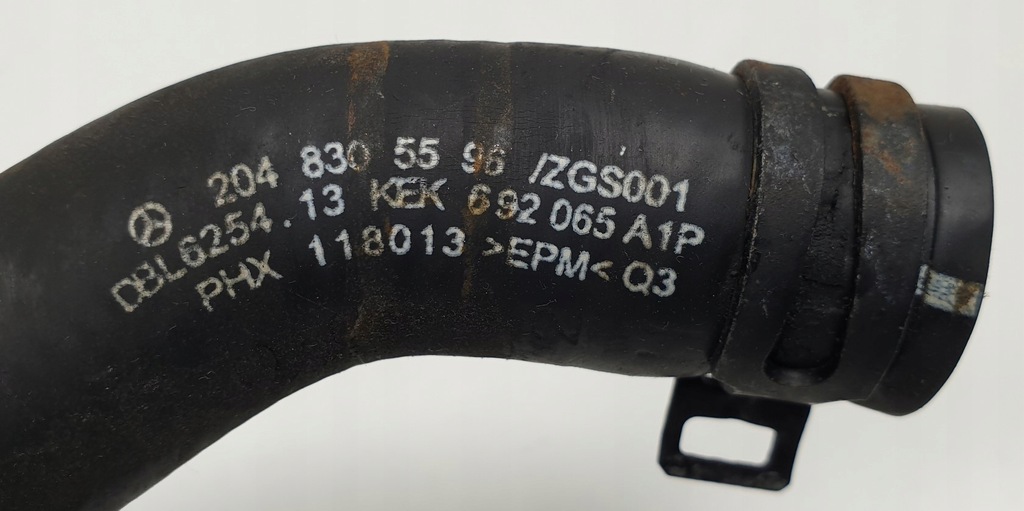 204 830 55 96 /ZGS001
DBL6254.13 KEK 692 065 A1P
PHX 118013 >EPM< Q3